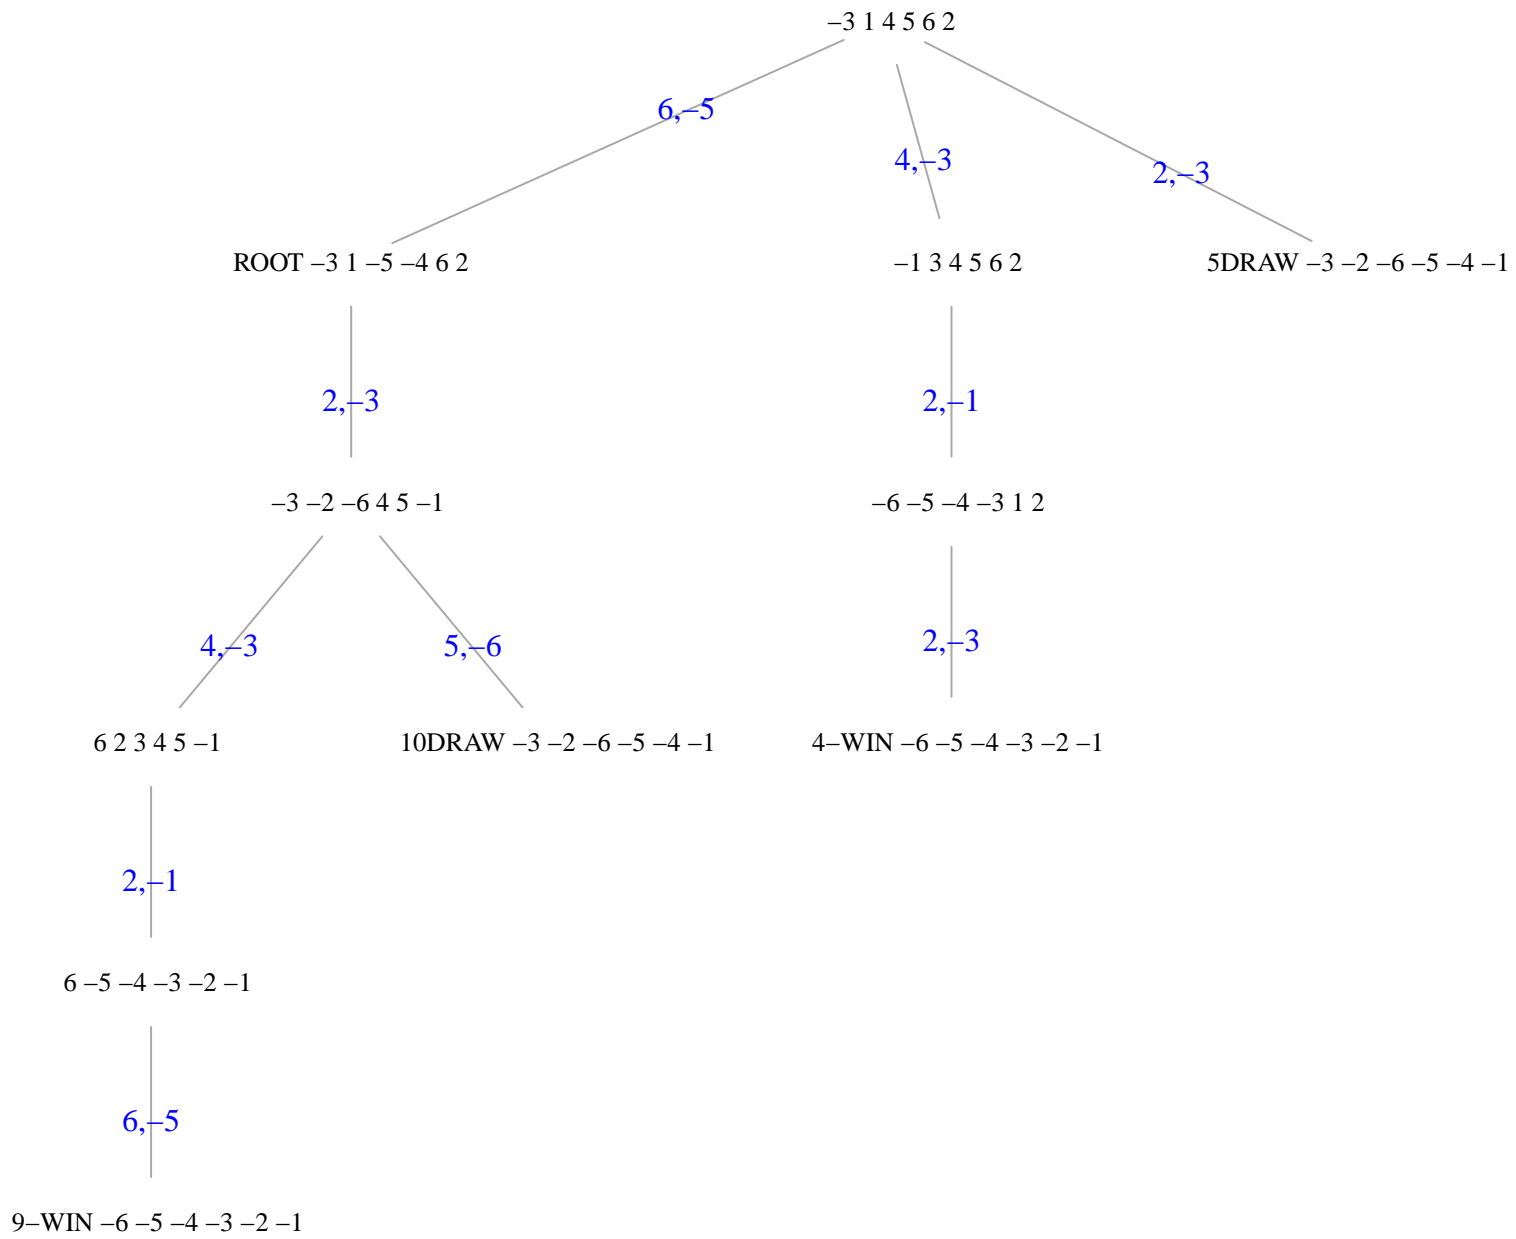 –3 1 4 5 6 2
6,–5
4,–3
2,–3
ROOT –3 1 –5 –4 6 2
–1 3 4 5 6 2
5DRAW –3 –2 –6 –5 –4 –1
2,–3
2,–1
–3 –2 –6 4 5 –1
–6 –5 –4 –3 1 2
4,–3
5,–6
2,–3
6 2 3 4 5 –1
10DRAW –3 –2 –6 –5 –4 –1
4–WIN –6 –5 –4 –3 –2 –1
2,–1
6 –5 –4 –3 –2 –1
6,–5
9–WIN –6 –5 –4 –3 –2 –1